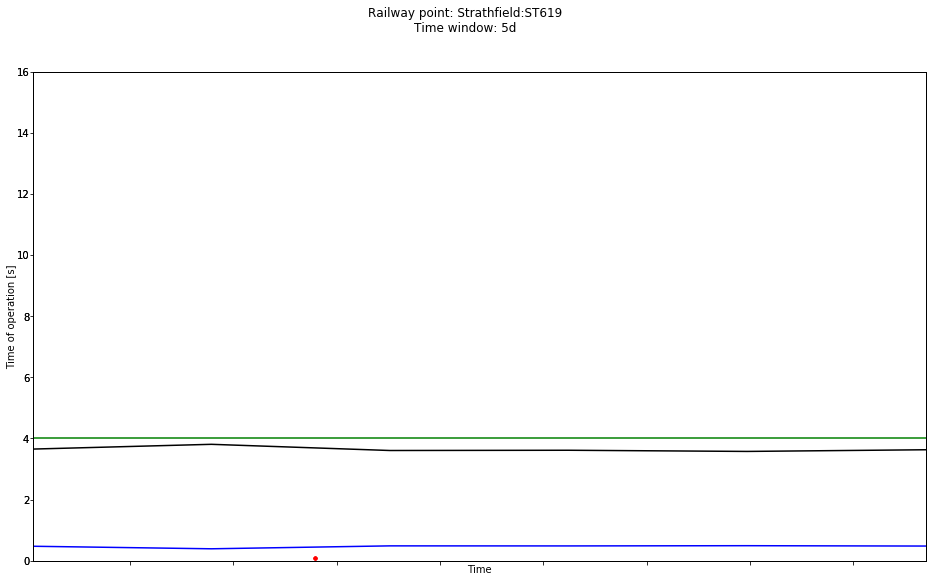 Railway point: Strathfield:ST619
Time window: 5d
16
14
12
10
8
6
4
2
0
Time of operation [s]
Time